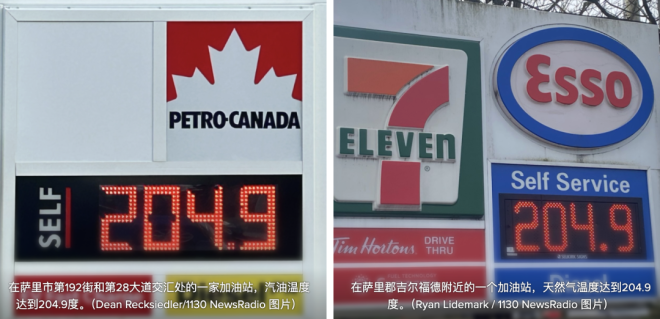 PETRO-CANADA
SELF
204.9
在萨里市第192街和第28大道交汇处的一家加油站，汽油温度
达到204.9度。（Dean Recksiedler/1130 NewsRadio 图片）
7
ELEVEn
®
Esso
Self Service
204.9
Tim Hortons
DRIVE
THRU
Diesel
在萨里郡吉尔福德附近的一个加油站，天然气温度达到204.9
度。（Ryan Lidemark / 1130 NewsRadio 图片）